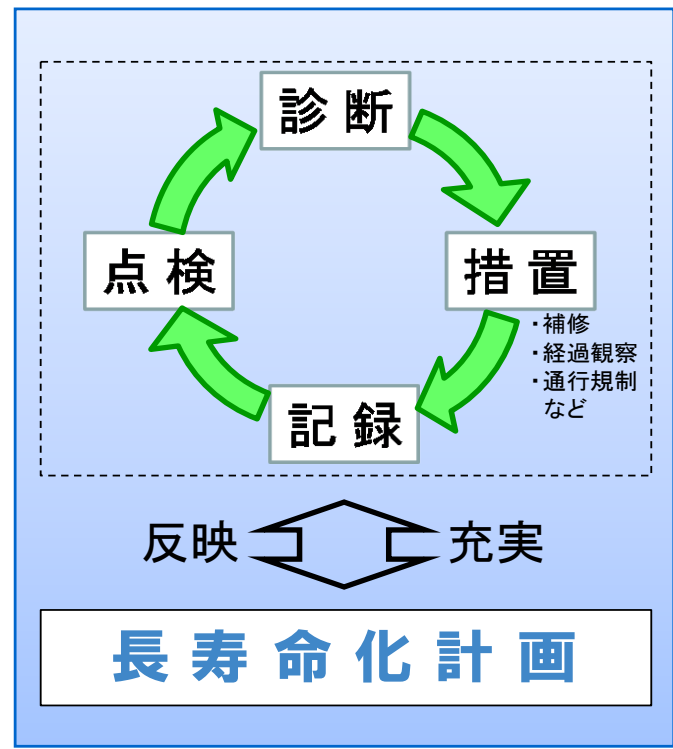 診断
点検
措置
・補修
・経過観察
・通行規制
など
記録
反映
充実
長寿命化計画